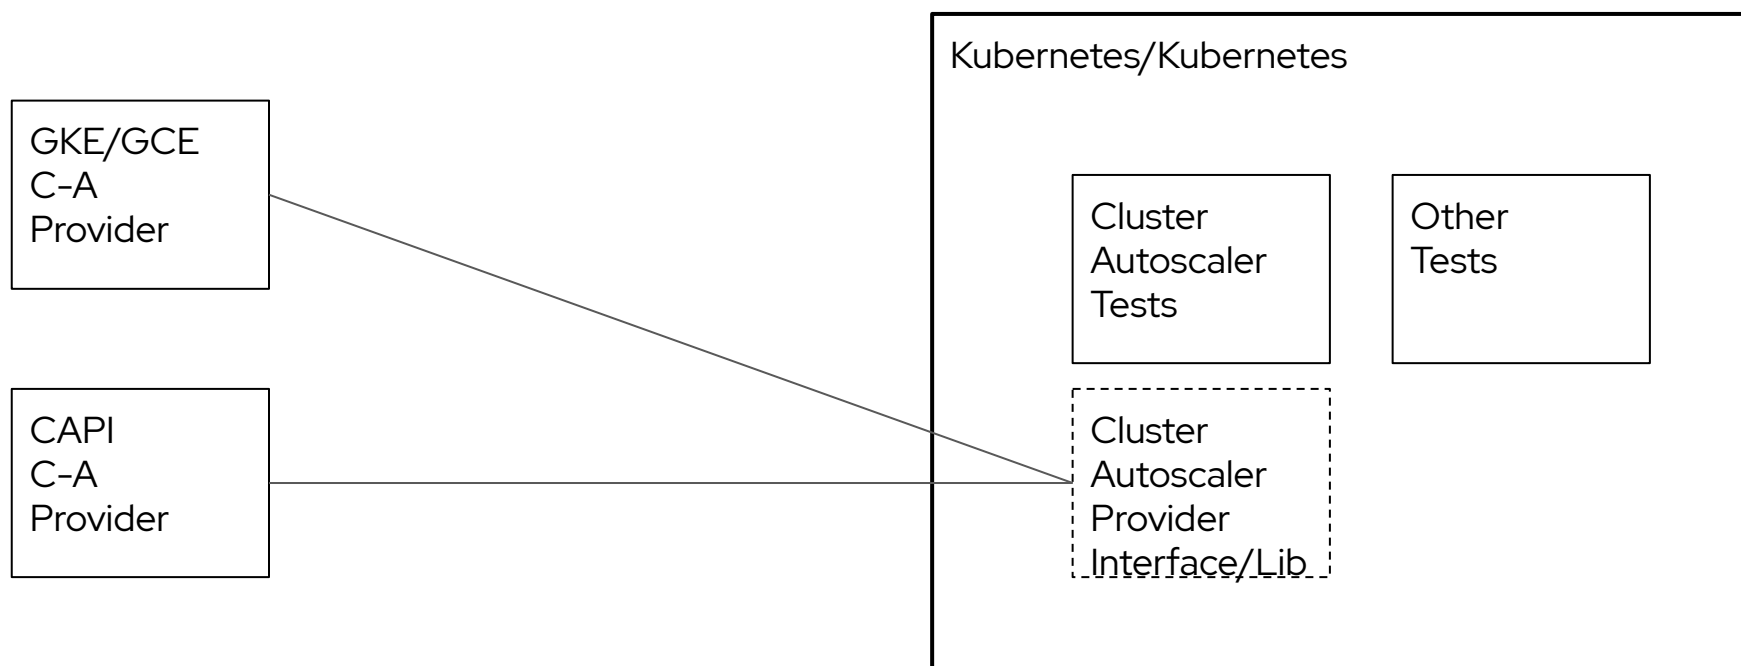 Kubernetes/Kubernetes
GKE/GCE
C-A
Provider
Cluster
Autoscaler
Tests
Other
Tests
CAPI
C-A
Provider
Cluster
Autoscaler
Provider
Interface/Lib